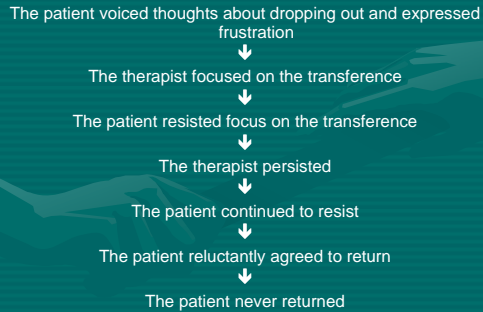 The patient voiced thoughts about dropping out and expressed
frustration
The therapist focused on the transference
The patient resisted focus on the transference
The therapist persisted
The patient continued to resist
The patient reluctantly agreed to return
The patient never returned